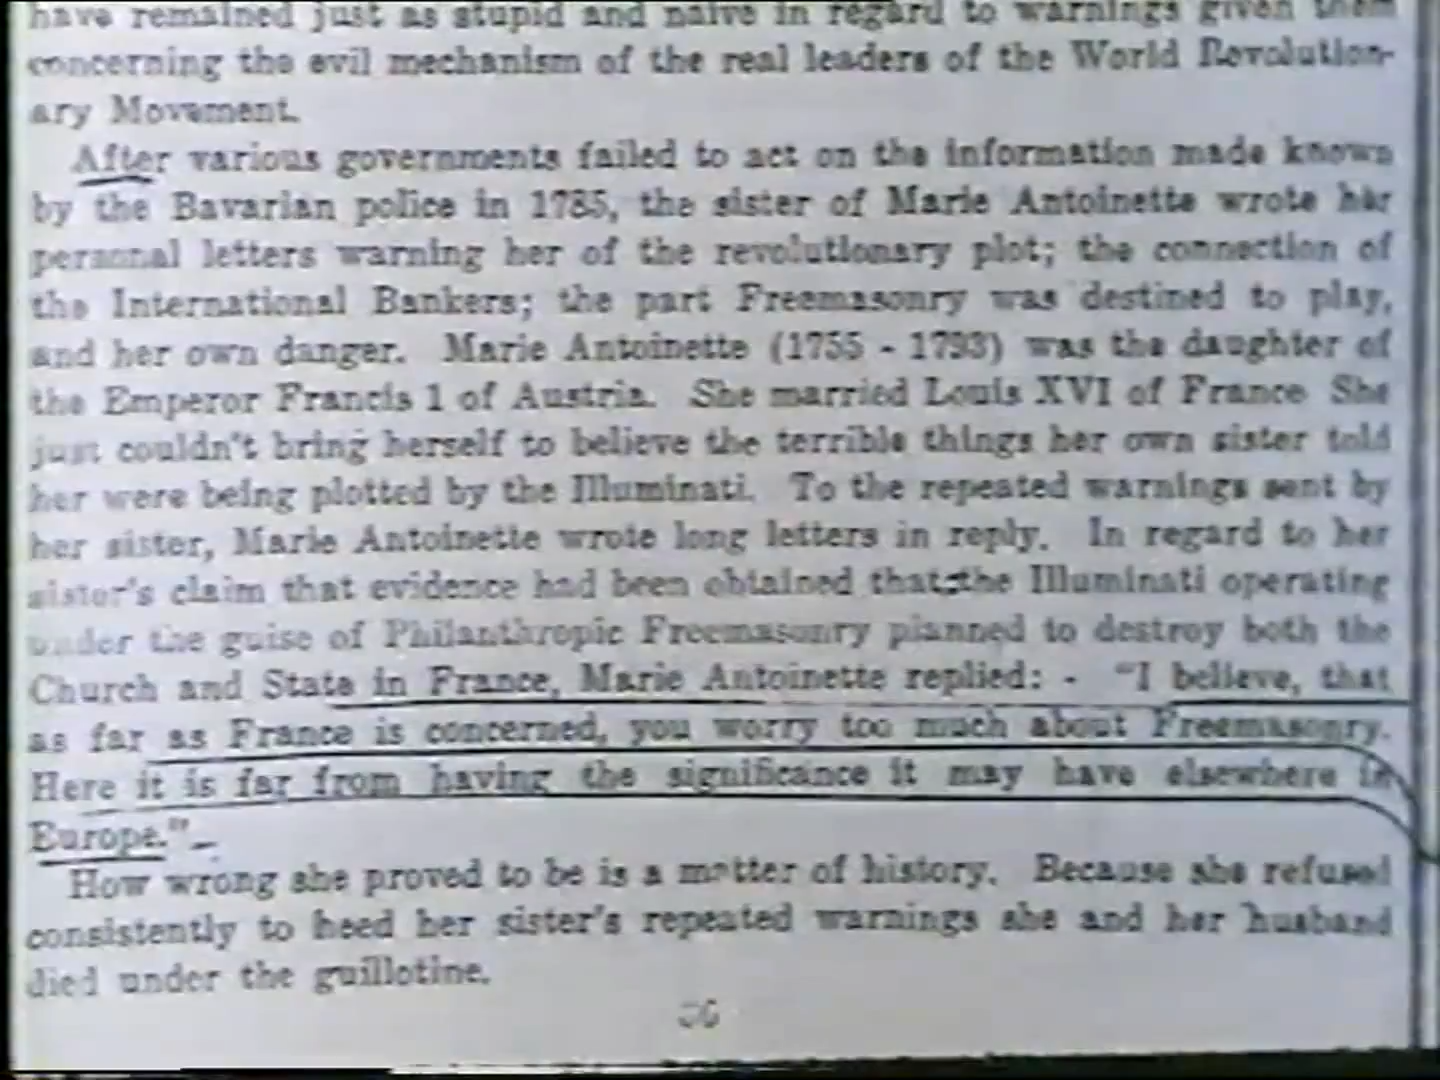 have remained just as stupid and naive in regard to warnings given them
concerning the evil mechanism of the real leaders of the World Revolution-
ary Movement.
After various governments failed to act on the information made known
by the Bavarian police in 1785, the sister of Marie Antoinette wrote her
personal letters warning her of the revolutionary plot; the connection of
the International Bankers; the part Freemasonry was destined to play,
and her own danger. Marie Antoinette (1755 - 1793) was the daughter of
the Emperor Francis 1 of Austria. She married Louis XVI of France She
just couldn't bring herself to believe the terrible things her own sister told
her were being plotted by the Illuminati. To the repeated warnings sent by
her sister, Marie Antoinette wrote long letters in reply. In regard to her
sister's claim that evidence had been obtained that the Illuminati operating
under the guise of Philanthropic Freemasonry planned to destroy both the
Church and State in France, Marie Antoinette replied: - "I believe, that
as far as France is concerned, you worry too much about Freemasonry.
Here it is far from having the significance it may have elsewhere in
Europe."
How wrong she proved to be is a matter of history. Because she refused
consistently to heed her sister's repeated warnings she and her husband
died under the guillotine.